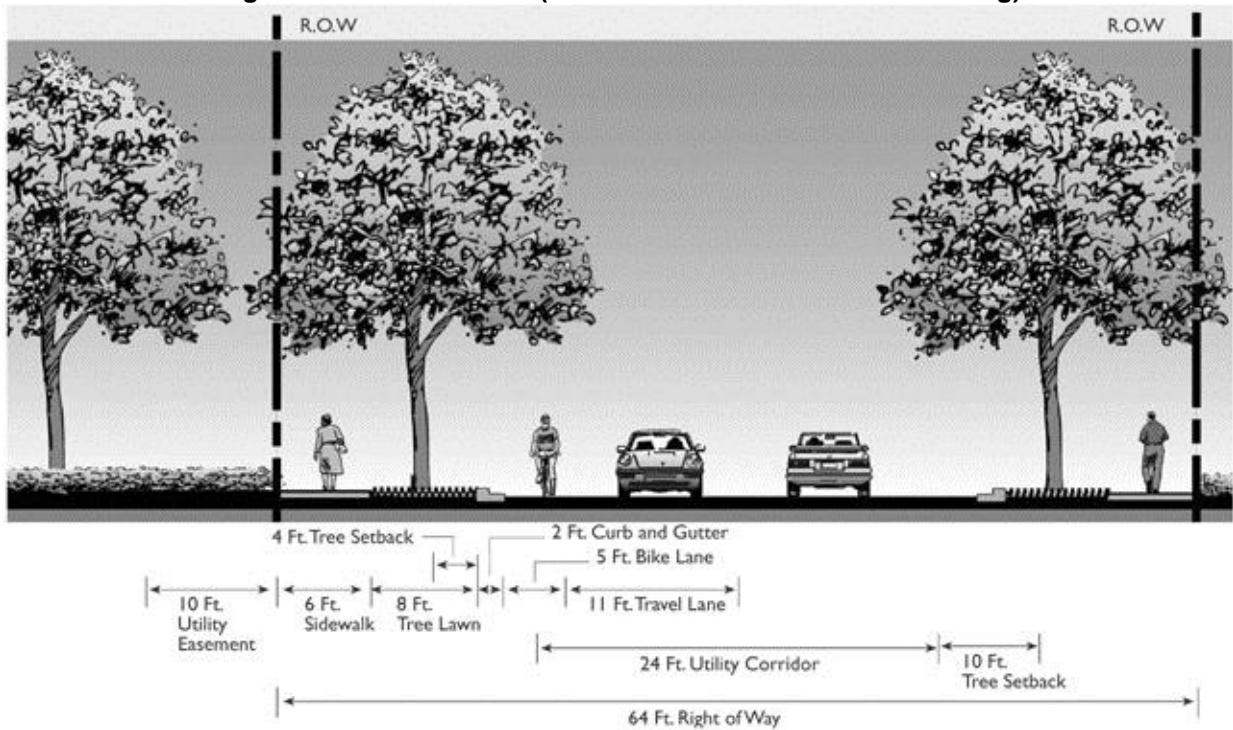 R.O.W
R.O.W
4 Ft. Tree Setback
2 Ft. Curb and Gutter
5 Ft. Bike Lane
10 Ft.
Utility
Easement
6 Ft.
Sidewalk
8 Ft.
Tree Lawn
11 Ft. Travel Lane
24 Ft. Utility Corridor
10 Ft.
Tree Setback
64 Ft. Right of Way